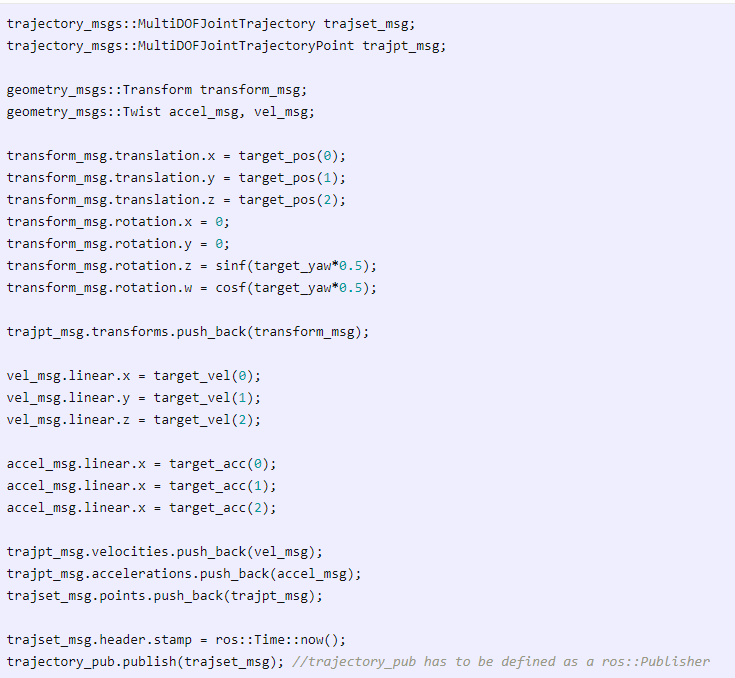 trajectory_msgs::MultiDOFJointTrajectory trajset_msg;
trajectory_msgs::MultiDOFJointTrajectoryPoint trajpt_msg;

geometry_msgs::Transform transform_msg;
geometry_msgs::Twist accel_msg, vel_msg;

transform_msg.translation.x = target_pos(0);
transform_msg.translation.y = target_pos(1);
transform_msg.translation.z = target_pos(2);
transform_msg.rotation.x = 0;
transform_msg.rotation.y = 0;
transform_msg.rotation.z = sinf(target_yaw*0.5);
transform_msg.rotation.w = cosf(target_yaw*0.5);

trajpt_msg.transforms.push_back(transform_msg);

vel_msg.linear.x = target_vel(0);
vel_msg.linear.y = target_vel(1);
vel_msg.linear.z = target_vel(2);

accel_msg.linear.x = target_acc(0);
accel_msg.linear.x = target_acc(1);
accel_msg.linear.x = target_acc(2);

trajpt_msg.velocities.push_back(vel_msg);
trajpt_msg.accelerations.push_back(accel_msg);
trajset_msg.points.push_back(trajpt_msg);

trajset_msg.header.stamp = ros::Time::now();
trajectory_pub.publish(trajset_msg); //trajectory_pub has to be defined as a ros::Publisher